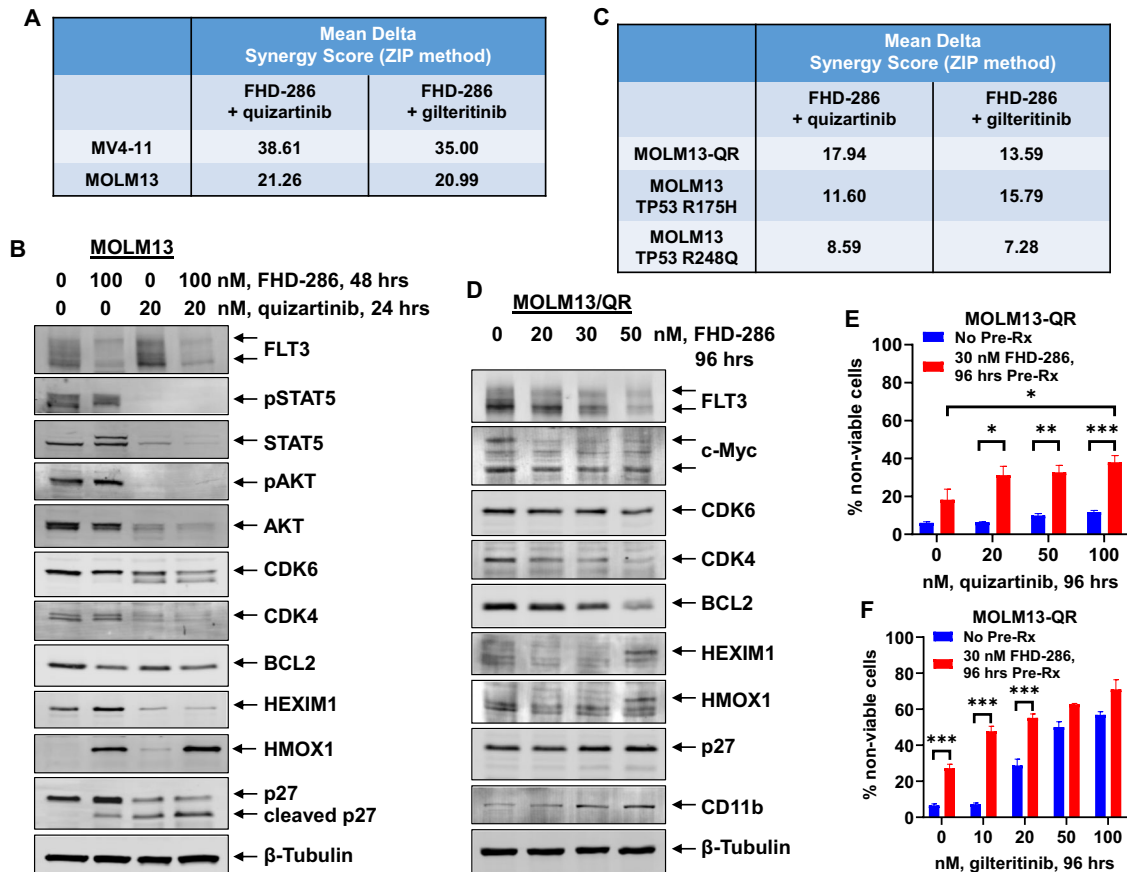 A
Mean Delta
Synergy Score (ZIP method)
FHD-286
+ quizartinib
FHD-286
+ gilteritinib
MV4-11 38.61 35.00
MOLM13 21.26 20.99
B
MOLM13
0 100 0 100 nM, FHD-286, 48 hrs
0 0 20 20 nM, quizartinib, 24 hrs
FLT3
pSTAT5
STAT5
pAKT
AKT
CDK6
CDK4
BCL2
HEXIM1
HMOX1
p27
cleaved p27
β-Tubulin
C
Mean Delta
Synergy Score (ZIP method)
FHD-286
+ quizartinib
FHD-286
+ gilteritinib
MOLM13-QR 17.94 13.59
MOLM13
TP53 R175H
11.60 15.79
MOLM13
TP53 R248Q
8.59 7.28
D
MOLM13/QR
0 20 30 50 nM, FHD-286
96 hrs
FLT3
c-Myc
CDK6
CDK4
BCL2
HEXIM1
HMOX1
p27
CD11b
β-Tubulin
E
MOLM13-QR
No Pre-Rx
30 nM FHD-286,
96 hrs Pre-Rx
% non-viable cells
100
80
60
40
20
0
*
* ** ***
0 20 50 100
nM, quizartinib, 96 hrs
F
MOLM13-QR
No Pre-Rx
30 nM FHD-286,
96 hrs Pre-Rx
% non-viable cells
100
80
60
40
20
0
*** *** ***
0 10 20 50 100
nM, gilteritinib, 96 hrs